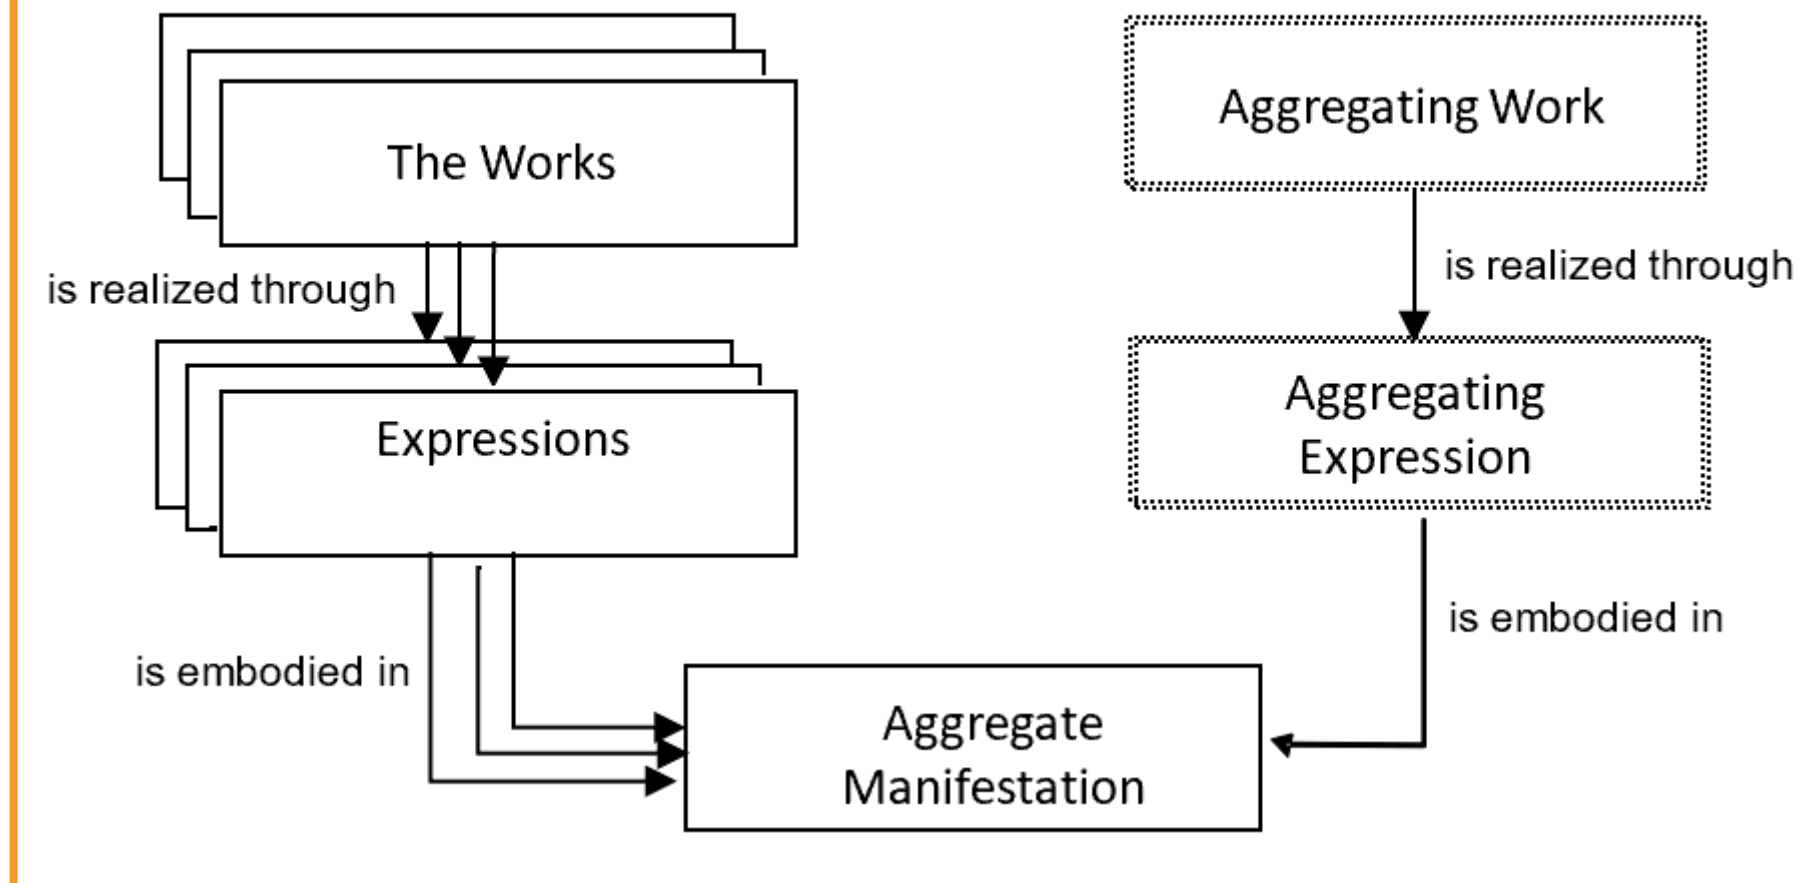 The Works
is realized through
Expressions
is embodied in
Aggregating Work
is realized through
Aggregating
Expression
is embodied in
Aggregate
Manifestation